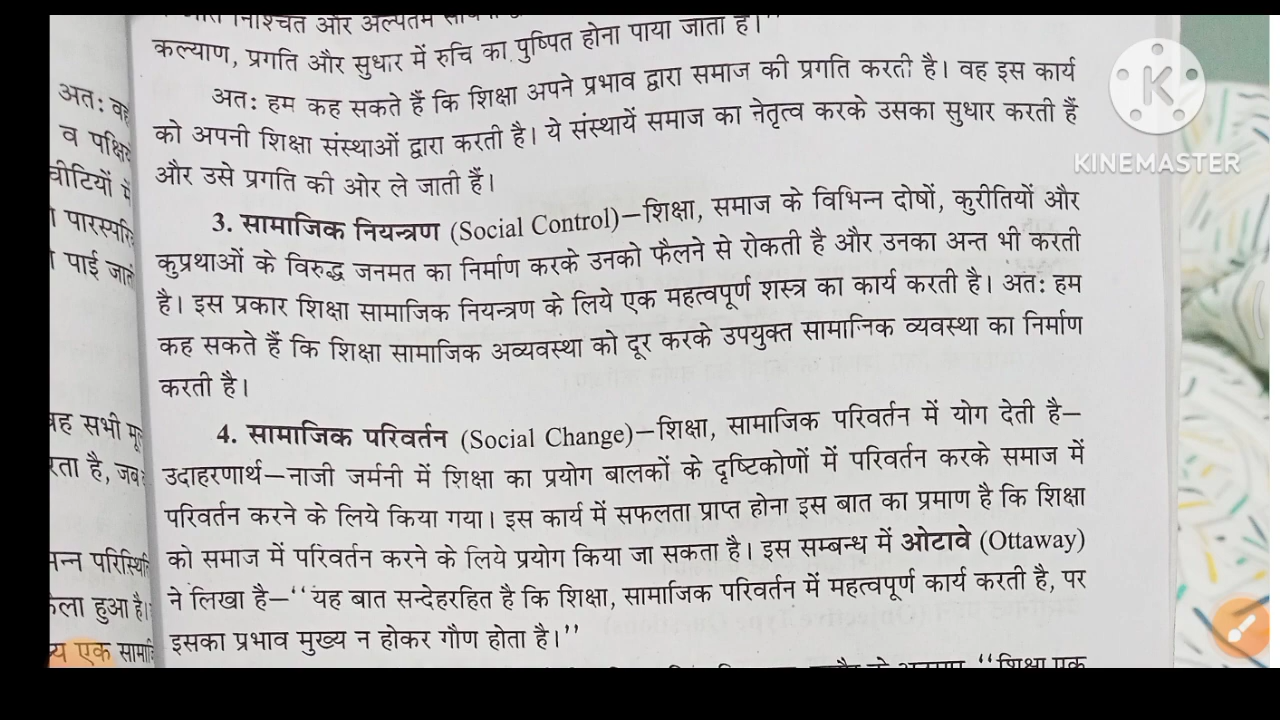 और अल्पतम
कल्याण, प्रगति और सुधार में रुचि का पुष्पित होना पाया जाता है।''
अतः हम कह सकते हैं कि शिक्षा अपने प्रभाव द्वारा समाज की प्रगति करती है। वह इस कार्य
को अपनी शिक्षा संस्थाओं द्वारा करती है। ये संस्थायें समाज का नेतृत्व करके उसका सुधार करती हैं
और उसे प्रगति की ओर ले जाती हैं।
3. सामाजिक नियन्त्रण (Social Control)–शिक्षा, समाज के विभिन्न दोषों, कुरीतियों और
कुप्रथाओं के विरुद्ध जनमत का निर्माण करके उनको फैलने से रोकती है और उनका अन्त भी करती
है। इस प्रकार शिक्षा सामाजिक नियन्त्रण के लिये एक महत्वपूर्ण शस्त्र का कार्य करती है। अतः हम
कह सकते हैं कि शिक्षा सामाजिक अव्यवस्था को दूर करके उपयुक्त सामाजिक व्यवस्था का निर्माण
करती है।
4. सामाजिक परिवर्तन (Social Change)–शिक्षा, सामाजिक परिवर्तन में योग देती है–
उदाहरणार्थ–नाजी जर्मनी में शिक्षा का प्रयोग बालकों के दृष्टिकोणों में परिवर्तन करके समाज में
परिवर्तन करने के लिये किया गया। इस कार्य में सफलता प्राप्त होना इस बात का प्रमाण है कि शिक्षा
को समाज में परिवर्तन करने के लिये प्रयोग किया जा सकता है। इस सम्बन्ध में ओटावे (Ottaway)
ने लिखा है–''यह बात सन्देहरहित है कि शिक्षा, सामाजिक परिवर्तन में महत्वपूर्ण कार्य करती है, पर
इसका प्रभाव मुख्य न होकर गौण होता है।''
''शिक्षा एक
अतः
व
में
पाई
सभी
है, जब
हुआ है।
एक
K
KINEMASTER